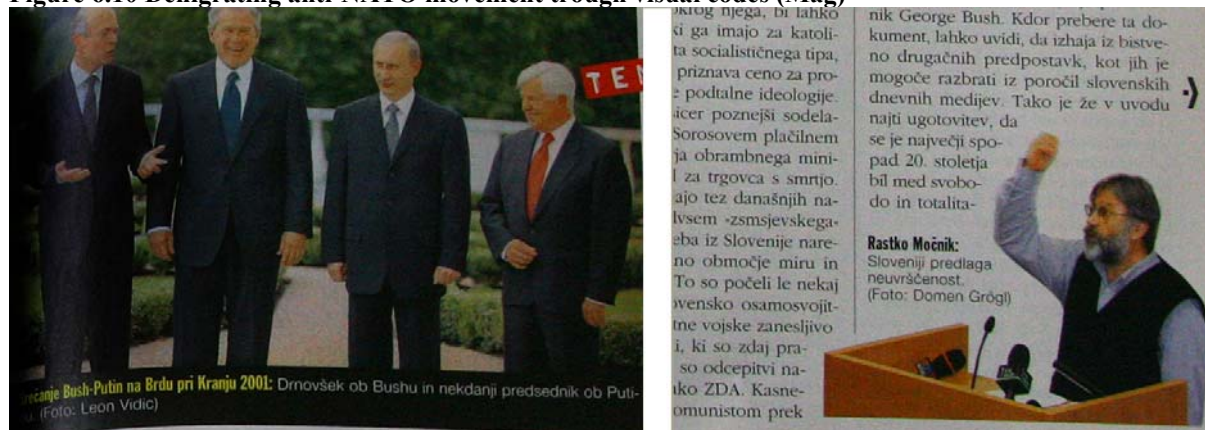 Figure 6.10 Denigrating anti-NATO movement trough visual codes (Mag)
TEN
rečanje Bush-Putin na Brdu pri Kranju 2001: Drnovšek ob Bushu in nekdanji predsednik ob Puti-
u. (Foto: Leon Vidic)
krog njega, bi lahko
ki ga imajo za katoli-
ta socialističnega tipa,
priznava ceno za pro-
e podtalne ideologije.
icer poznejši sodela-
Sorosovem plačilnem
ja obrambnega mini-
l za trgovca s smrtjo.
ajo tez današnjih na-
vsem »zsmsjevskega«
eba iz Slovenije nare-
no območje miru in
To so počeli le nekaj
ovensko osamosvojit-
tne vojske zanesljivo
i, ki so zdaj pra-
so odcepitvi na-
ako ZDA. Kasne-
omunistom prek
nik George Bush. Kdor prebere ta do-
kument, lahko uvidi, da izhaja iz bistve-
no drugačnih predpostavk, kot jih je
mogoče razbrati iz poročil slovenskih
dnevnih medijev. Tako je že v uvodu
najti ugotovitev, da
se je največji spo-
pad 20. stoletja
bil med svobo-
do in totalita-
Rastko Močnik:
Sloveniji predlaga
neuvrščenost.
(Foto: Domen Grögl)